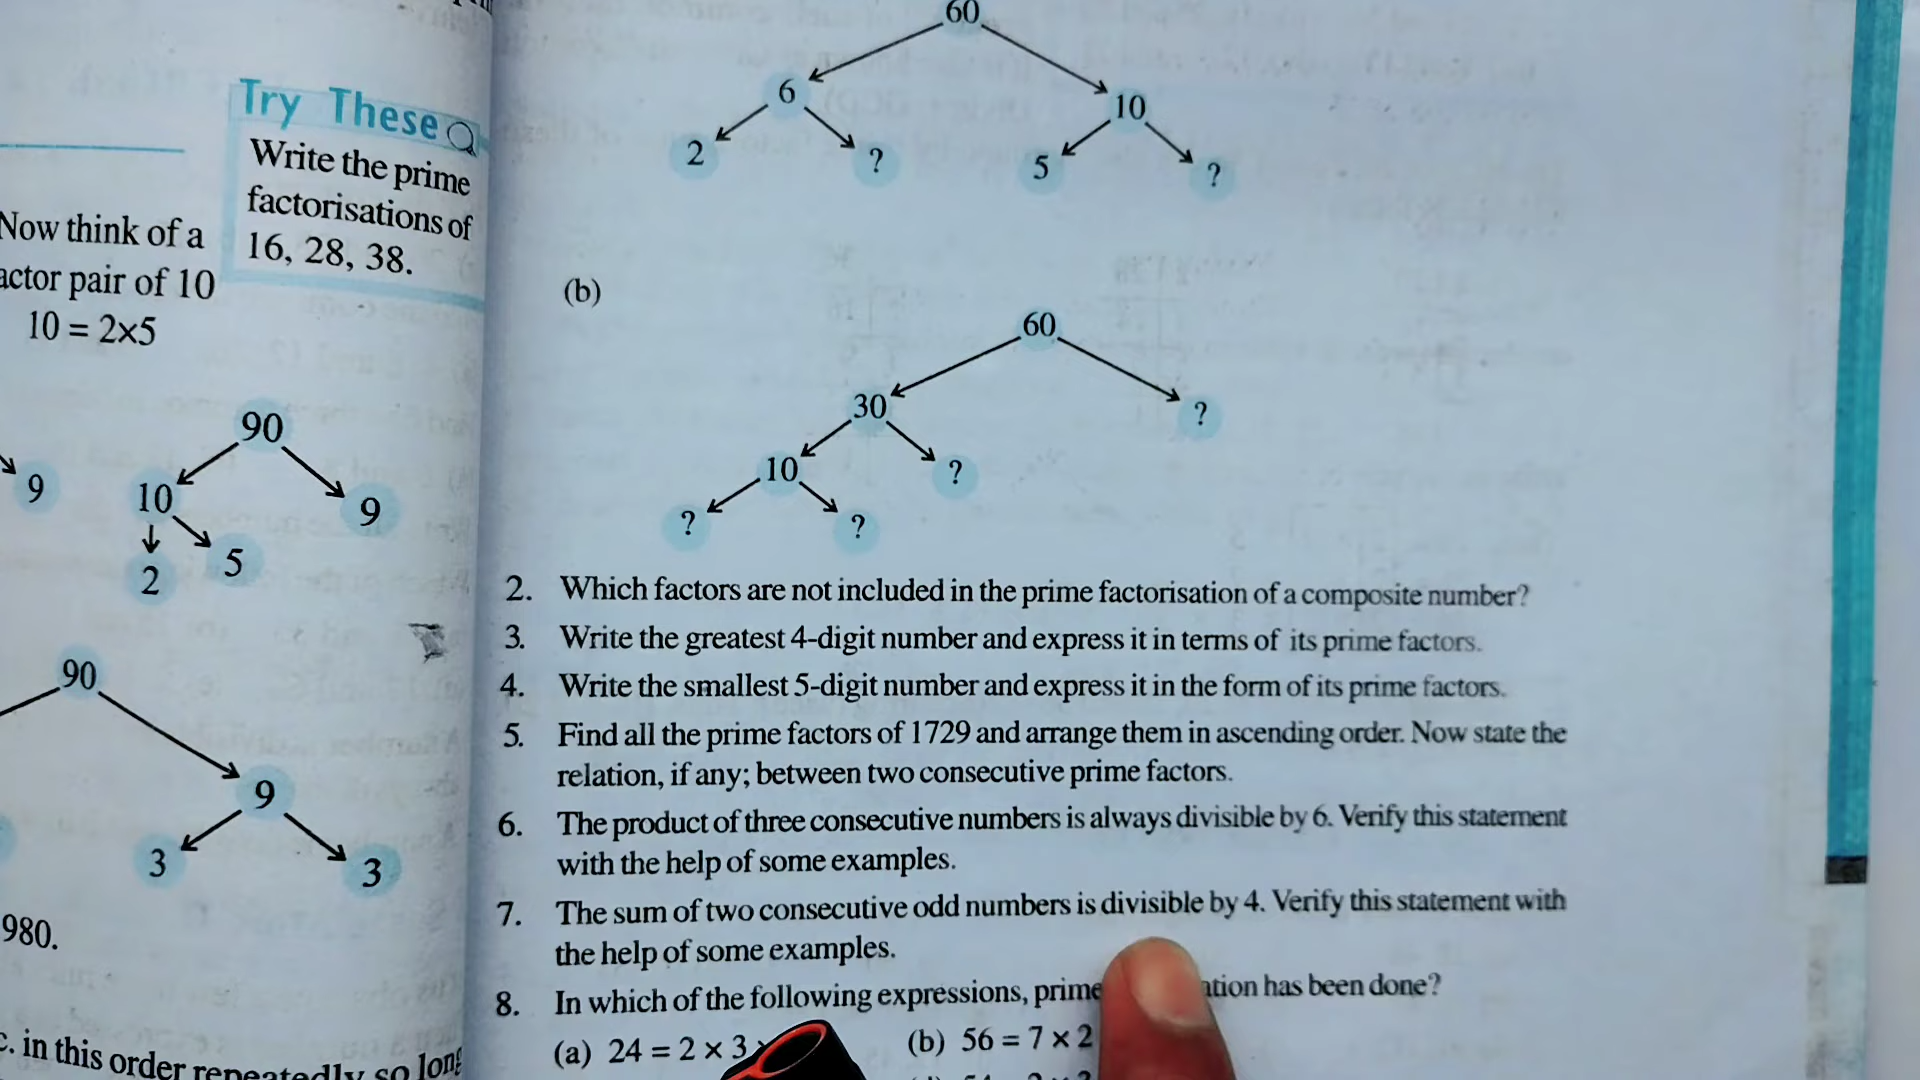 Try These
Write the prime
factorisations of
16, 28, 38.
Now think of a
actor pair of 10
10 = 2×5
90
9
10
9
2
5
90
9
3
3
980.
in this order repeatedly so long
60
6
10
2
?
5
?
(b)
60
30
?
10
?
?
?
2. Which factors are not included in the prime factorisation of a composite number?
3. Write the greatest 4-digit number and express it in terms of its prime factors.
4. Write the smallest 5-digit number and express it in the form of its prime factors.
5. Find all the prime factors of 1729 and arrange them in ascending order. Now state the
relation, if any; between two consecutive prime factors.
6. The product of three consecutive numbers is always divisible by 6. Verify this statement
with the help of some examples.
7. The sum of two consecutive odd numbers is divisible by 4. Verify this statement with
the help of some examples.
8. In which of the following expressions, prime ation has been done?
(a) 24 = 2 × 3 ×
(b) 56 = 7 × 2